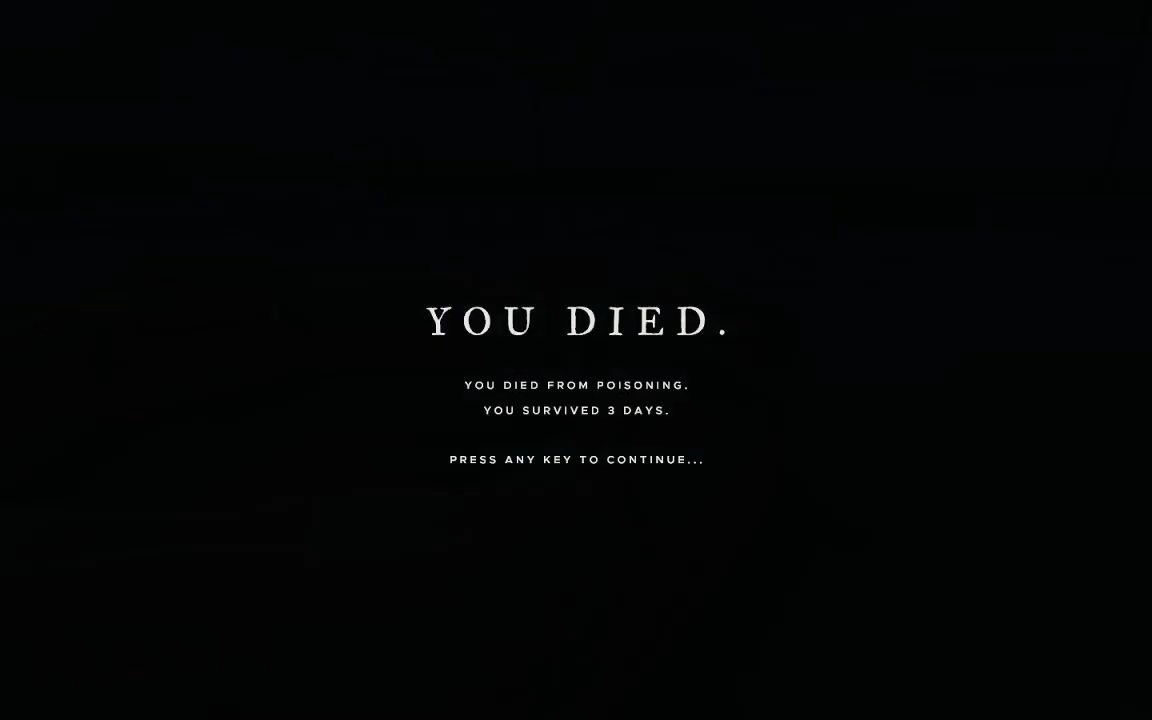 YOU DIED.
YOU DIED FROM POISONING.
YOU SURVIVED 3 DAYS.
PRESS ANY KEY TO CONTINUE...